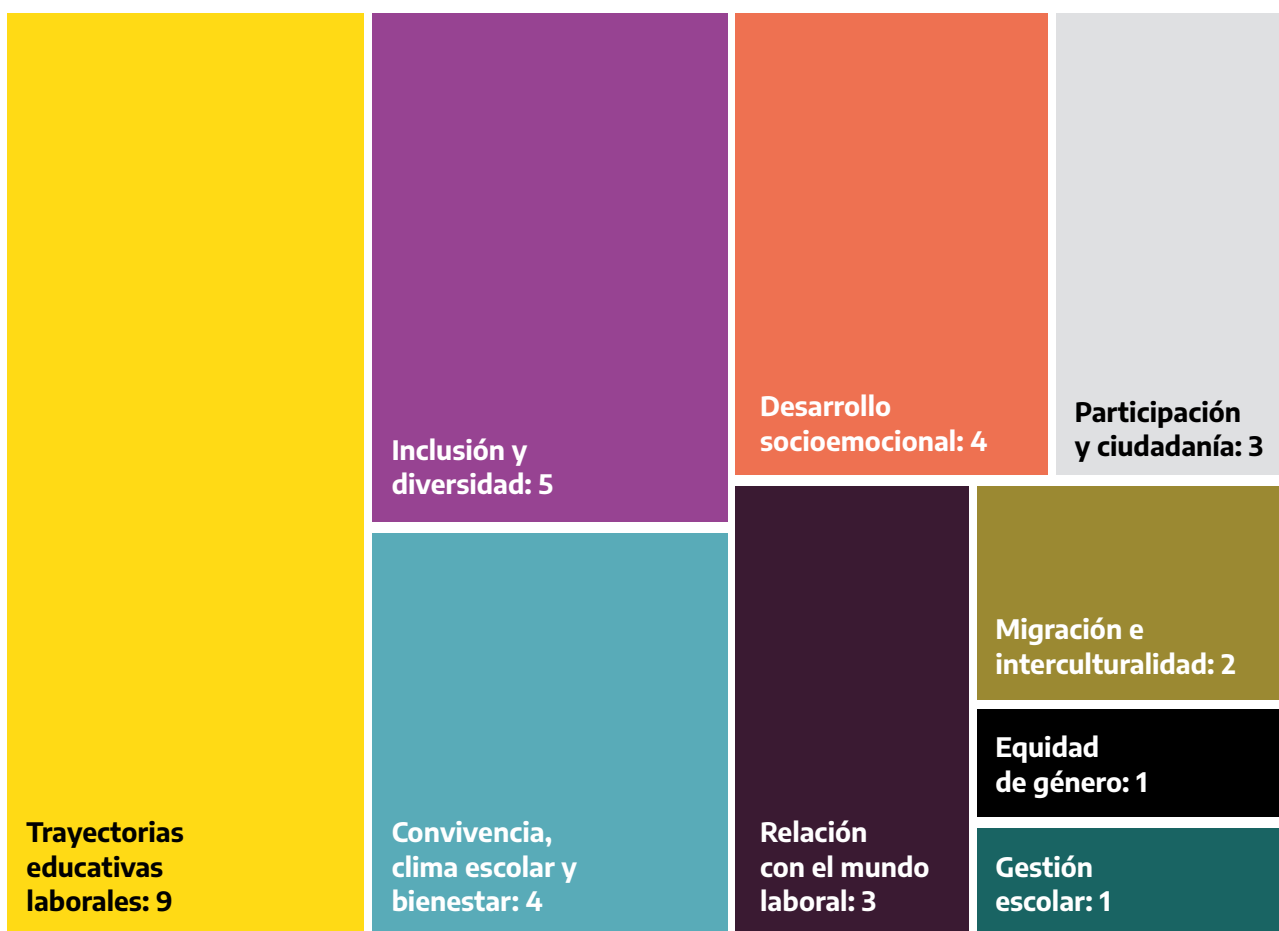 Trayectorias
educativas
laborales: 9
Inclusión y
diversidad: 5
Convivencia,
clima escolar y
bienestar: 4
Desarrollo
socioemocional: 4
Participación
y ciudadanía: 3
Relación
con el mundo
laboral: 3
Migración e
interculturalidad: 2
Equidad
de género: 1
Gestión
escolar: 1